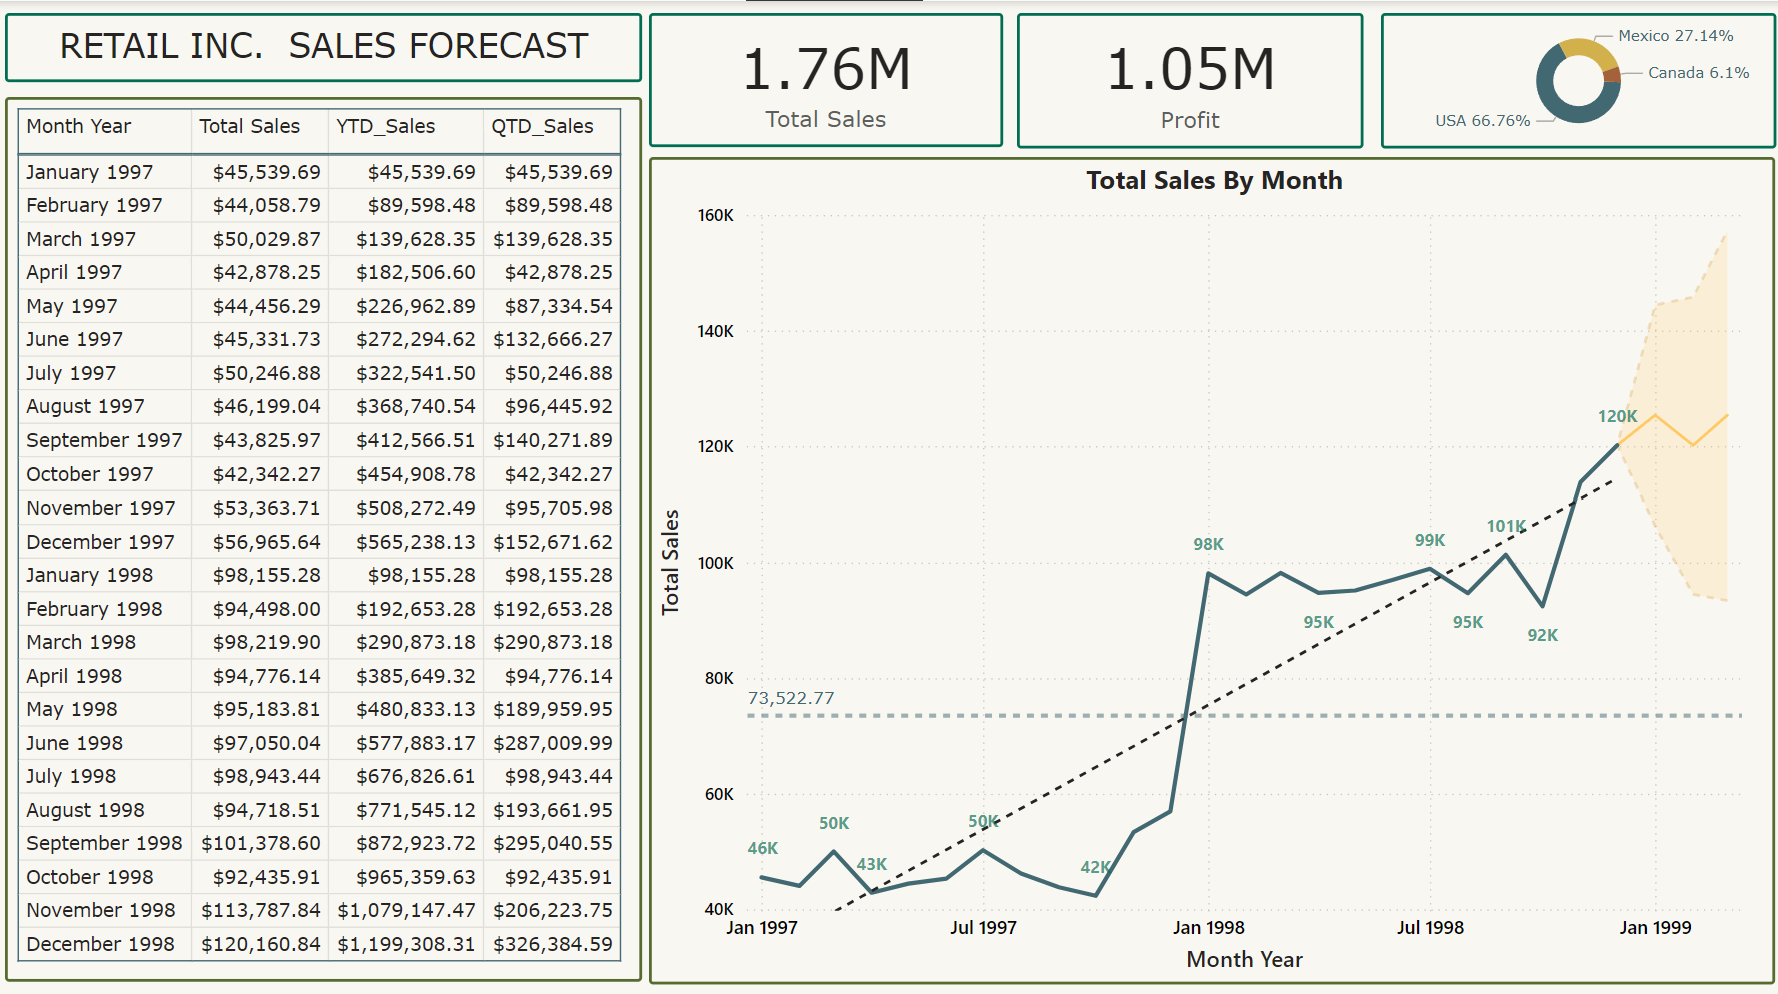 RETAIL INC.  SALES FORECAST
1.76M
Total Sales
1.05M
Profit
Mexico 27.14%
Canada 6.1%
USA 66.76%
Month Year Total Sales YTD_Sales QTD_Sales
January 1997 $45,539.69 $45,539.69 $45,539.69
February 1997 $44,058.79 $89,598.48 $89,598.48
March 1997 $50,029.87 $139,628.35 $139,628.35
April 1997 $42,878.25 $182,506.60 $42,878.25
May 1997 $44,456.29 $226,962.89 $87,334.54
June 1997 $45,331.73 $272,294.62 $132,666.27
July 1997 $50,246.88 $322,541.50 $50,246.88
August 1997 $46,199.04 $368,740.54 $96,445.92
September 1997 $43,825.97 $412,566.51 $140,271.89
October 1997 $42,342.27 $454,908.78 $42,342.27
November 1997 $53,363.71 $508,272.49 $95,705.98
December 1997 $56,965.64 $565,238.13 $152,671.62
January 1998 $98,155.28 $98,155.28 $98,155.28
February 1998 $94,498.00 $192,653.28 $192,653.28
March 1998 $98,219.90 $290,873.18 $290,873.18
April 1998 $94,776.14 $385,649.32 $94,776.14
May 1998 $95,183.81 $480,833.13 $189,959.95
June 1998 $97,050.04 $577,883.17 $287,009.99
July 1998 $98,943.44 $676,826.61 $98,943.44
August 1998 $94,718.51 $771,545.12 $193,661.95
September 1998 $101,378.60 $872,923.72 $295,040.55
October 1998 $92,435.91 $965,359.63 $92,435.91
November 1998 $113,787.84 $1,079,147.47 $206,223.75
December 1998 $120,160.84 $1,199,308.31 $326,384.59
Total Sales By Month
160K
140K
120K
100K
80K
60K
40K
Total Sales
73,522.77
46K
50K
43K
50K
42K
98K
95K
99K
95K
101K
92K
120K
Jan 1997 Jul 1997 Jan 1998 Jul 1998 Jan 1999
Month Year